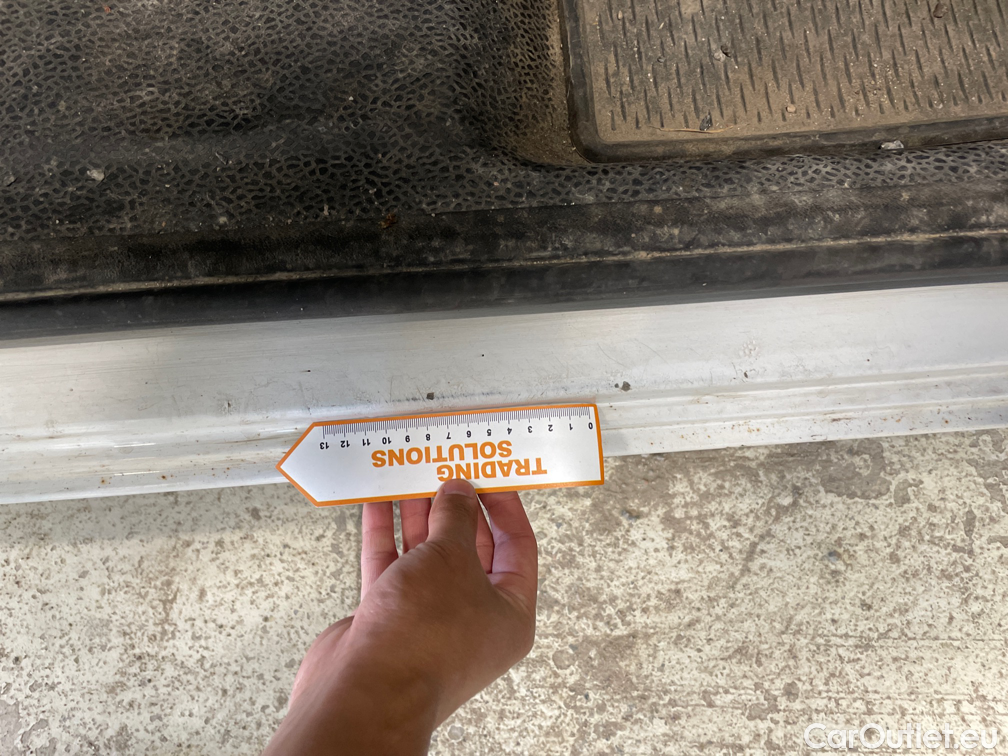 0 1 2 3 4 5 6 7 8 9 10 11 12 13
TRADING
SOLUTIONS
CarOutlet.eu